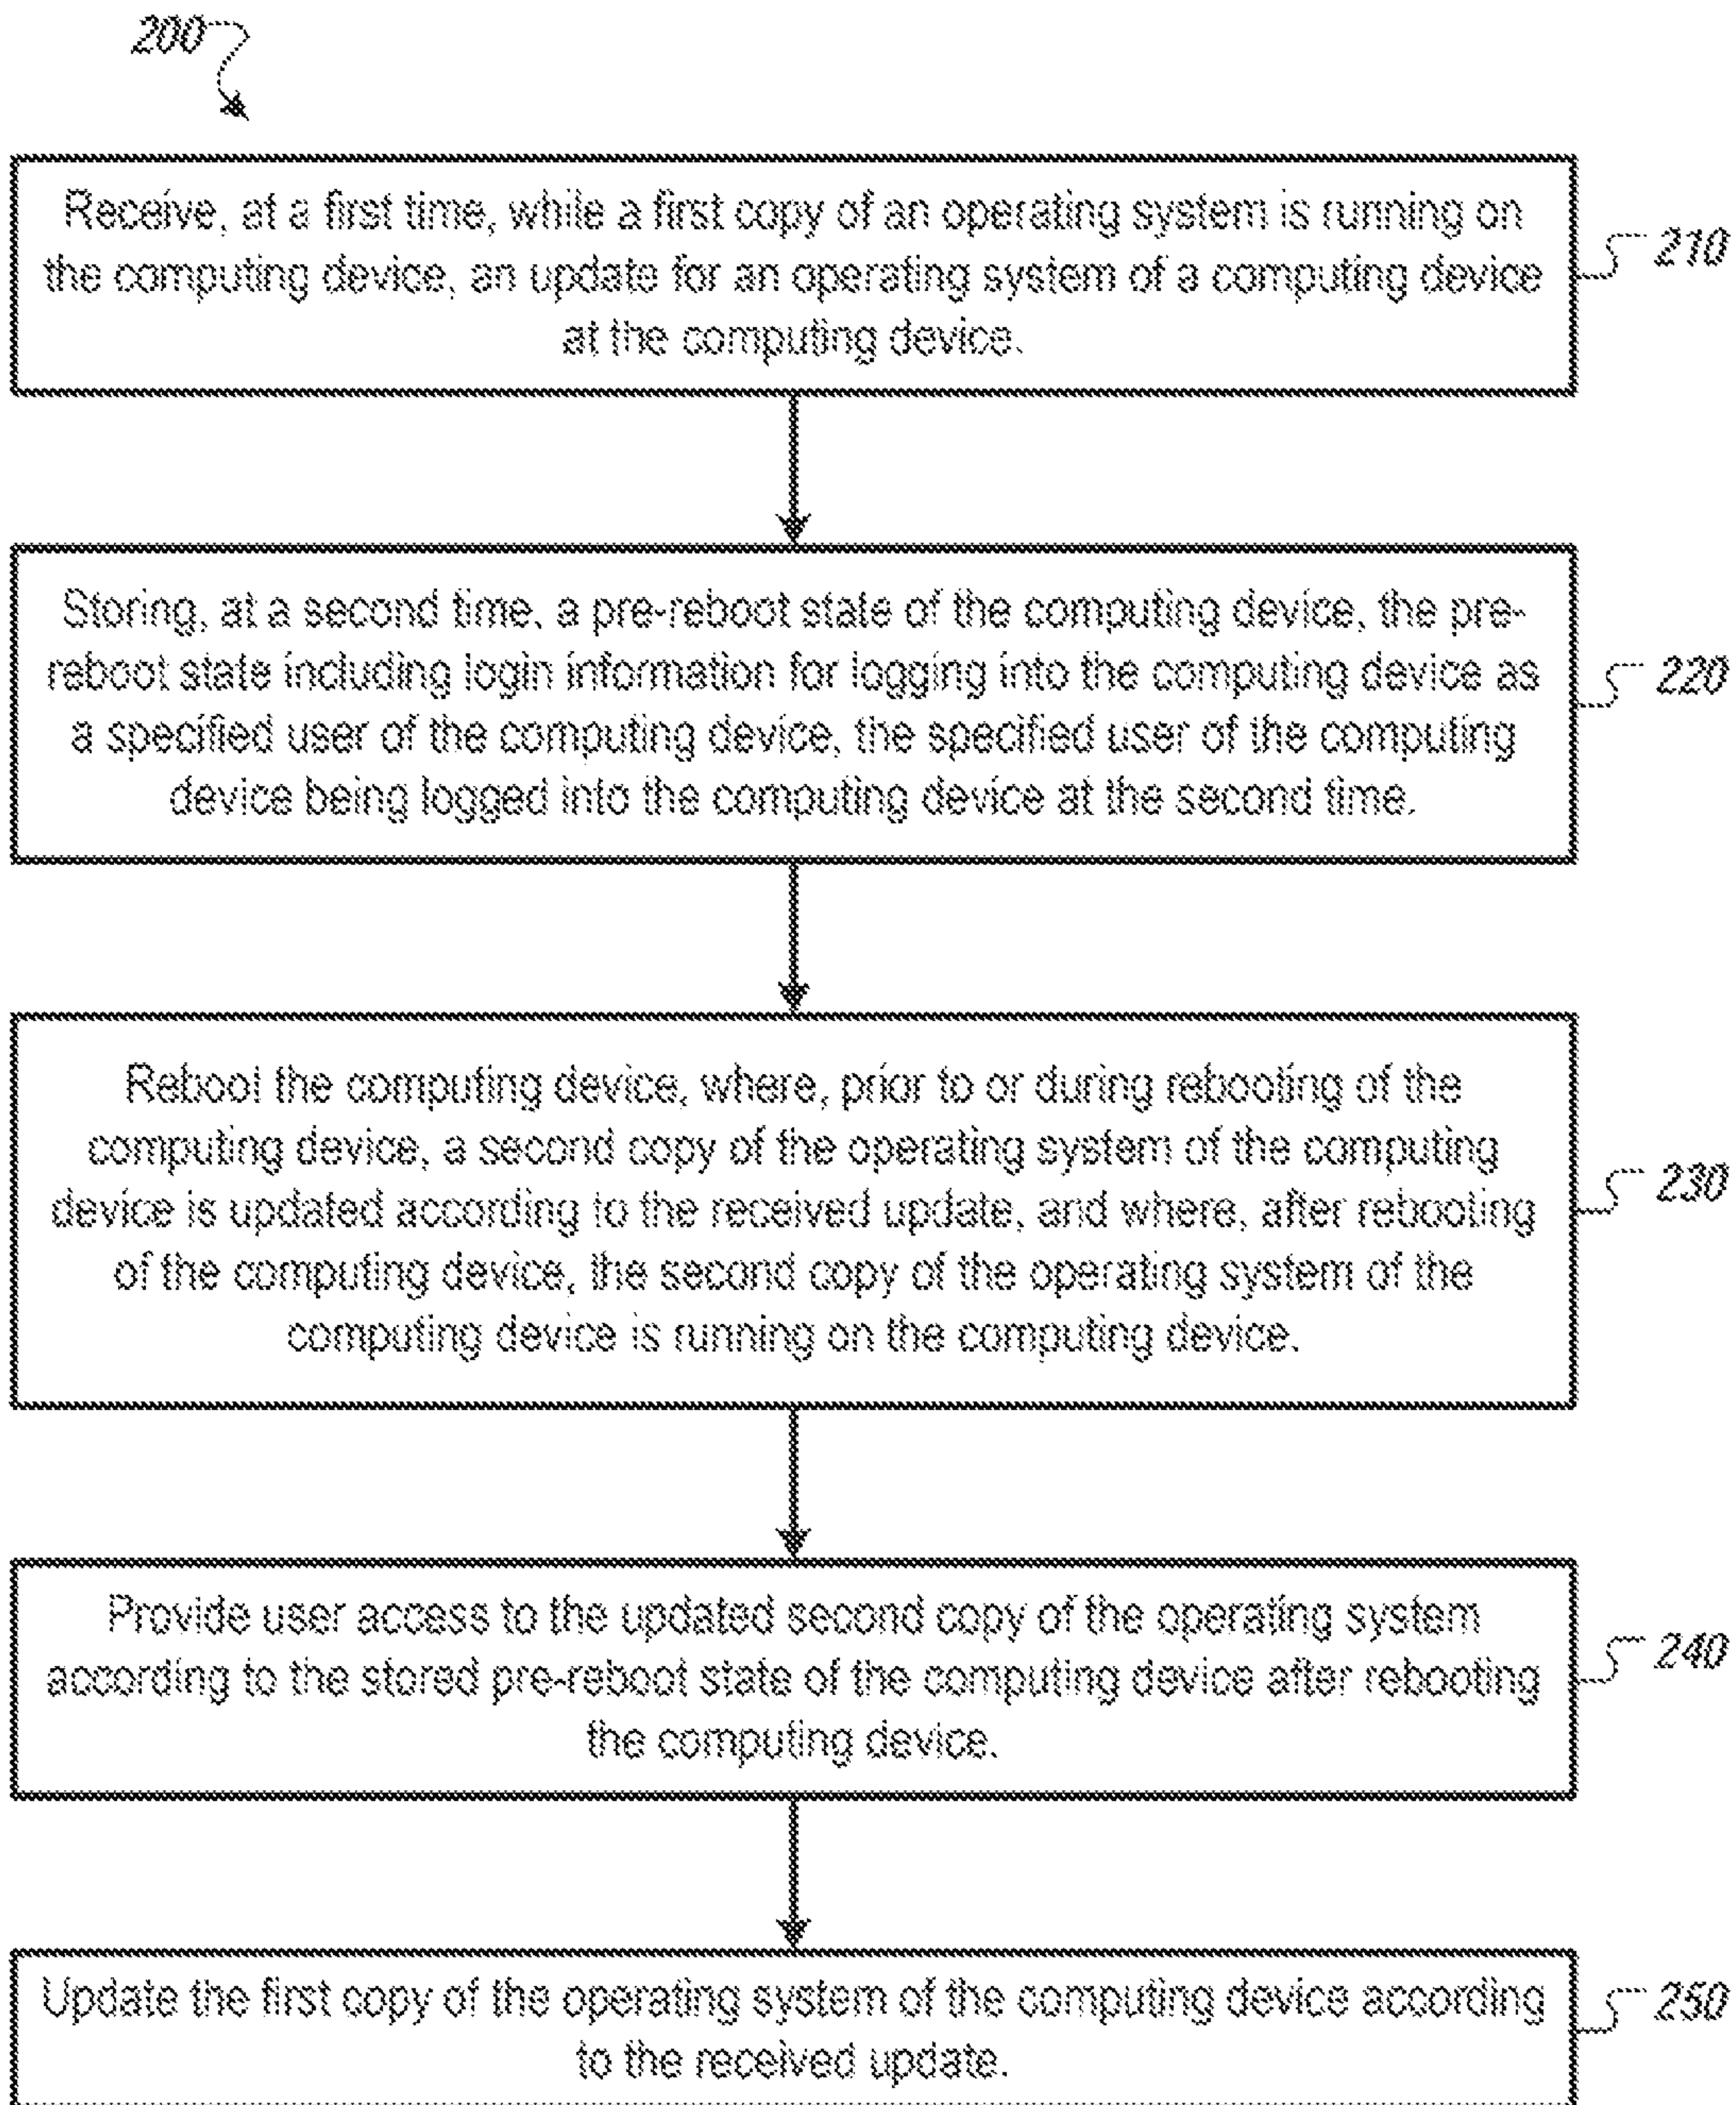 200
Receive, at a first time, while a first copy of an operating system is running on
the computing device, an update for an operating system of a computing device
at the computing device.
210
Storing, at a second time, a pre-reboot state of the computing device, the pre-
reboot state including login information for logging into the computing device as
a specified user of the computing device, the specified user of the computing
device being logged into the computing device at the second time.
220
Reboot the computing device, where, prior to or during rebooting of the
computing device, a second copy of the operating system of the computing
device is updated according to the received update, and where, after rebooting
of the computing device, the second copy of the operating system of the
computing device is running on the computing device.
230
Provide user access to the updated second copy of the operating system
according to the stored pre-reboot state of the computing device after rebooting
the computing device.
240
Update the first copy of the operating system of the computing device according
to the received update.
250